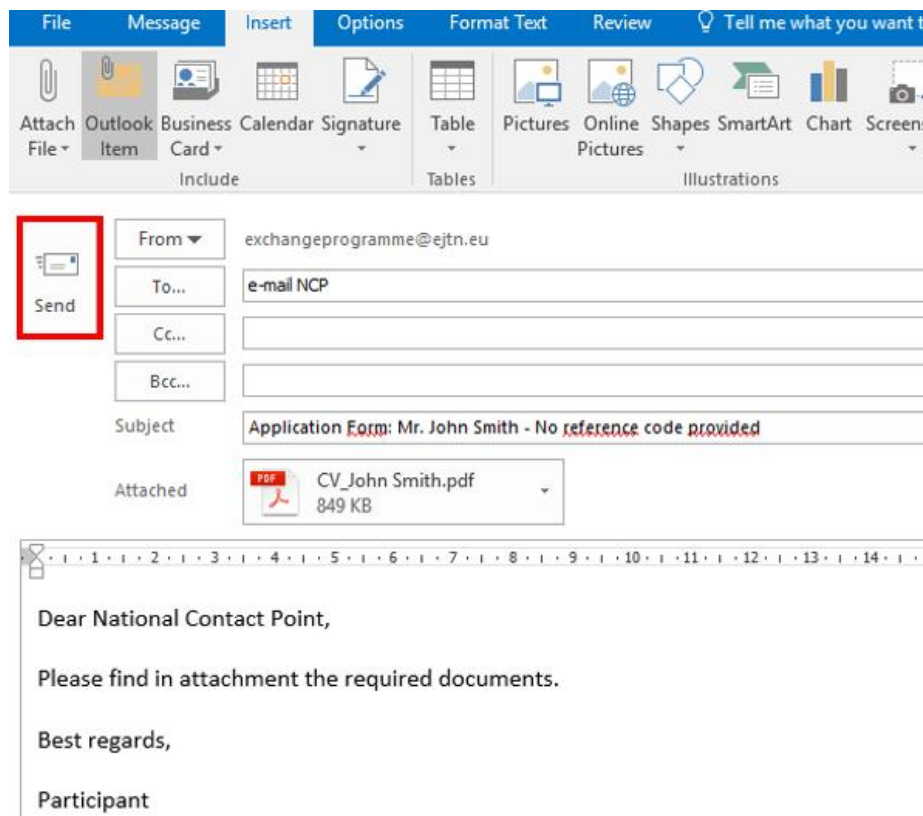 File Message Insert Options Format Text Review Tell me what you want t
Attach Outlook Business Calendar Signature Table Pictures Online Shapes SmartArt Chart Screens
File Item Card Pictures
Include Tables Illustrations
From exchangeprogramme@ejtn.eu
Send
To... e-mail NCP
Cc...
Bcc...
Subject Application Form: Mr. John Smith - No reference code provided
Attached PDF CV_John Smith.pdf
849 KB
1 2 3 4 5 6 7 8 9 10 11 12 13 14
Dear National Contact Point,
Please find in attachment the required documents.
Best regards,
Participant